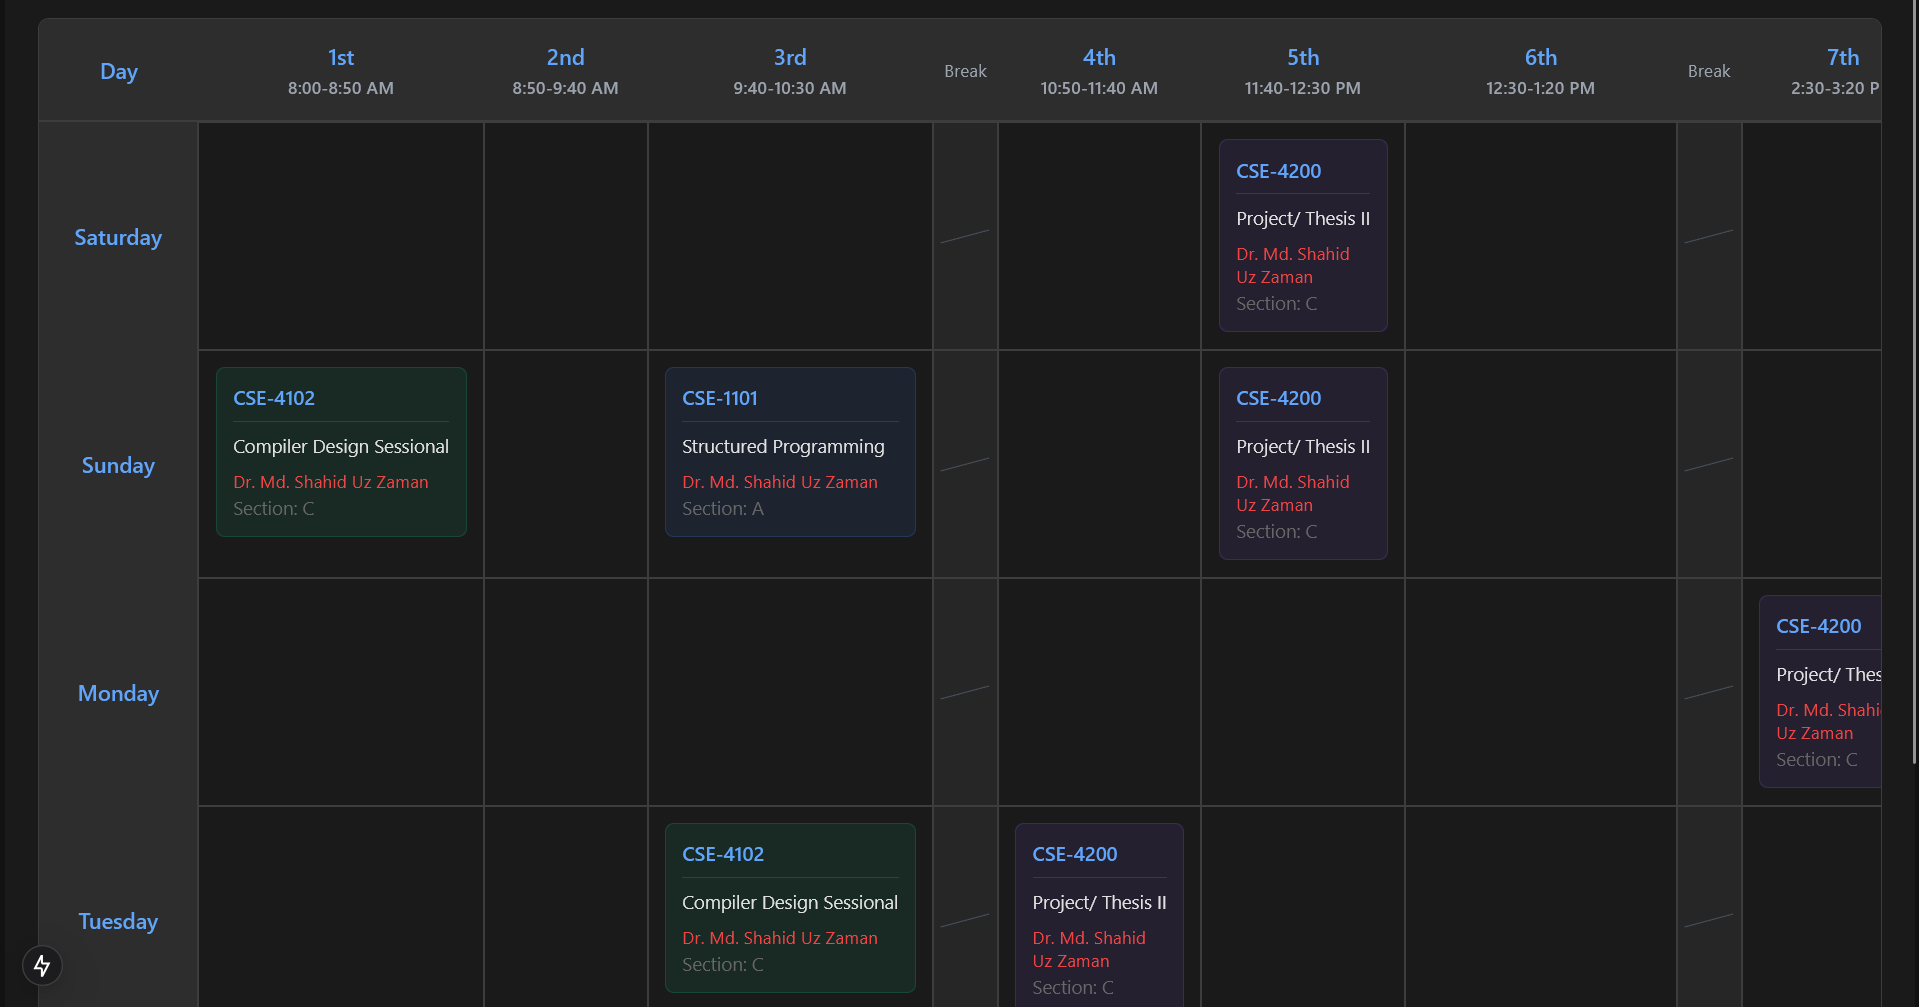 Day
1st
8:00-8:50 AM
2nd
8:50-9:40 AM
3rd
9:40-10:30 AM
Break
4th
10:50-11:40 AM
5th
11:40-12:30 PM
6th
12:30-1:20 PM
Break
7th
2:30-3:20 P
Saturday
CSE-4200
Project/ Thesis II
Dr. Md. Shahid
Uz Zaman
Section: C
Sunday
CSE-4102
Compiler Design Sessional
Dr. Md. Shahid Uz Zaman
Section: C
CSE-1101
Structured Programming
Dr. Md. Shahid Uz Zaman
Section: A
CSE-4200
Project/ Thesis II
Dr. Md. Shahid
Uz Zaman
Section: C
Monday
CSE-4200
Project/ Thes
Dr. Md. Shahi
Uz Zaman
Section: C
Tuesday
CSE-4102
Compiler Design Sessional
Dr. Md. Shahid Uz Zaman
Section: C
CSE-4200
Project/ Thesis II
Dr. Md. Shahid
Uz Zaman
Section: C